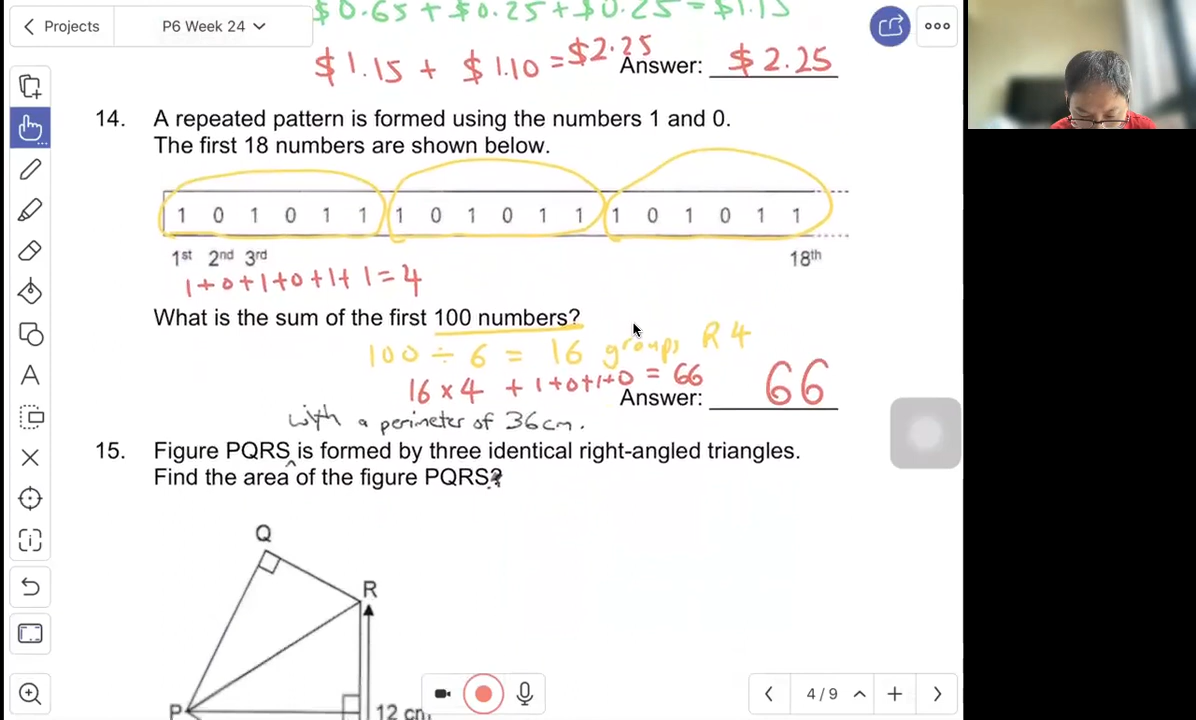 Projects
P6 Week 24
$0.65 + $0.25 + $0.25 = $1.15
$1.15 + $1.10 = $2.25
Answer: $2.25
14. A repeated pattern is formed using the numbers 1 and 0.
The first 18 numbers are shown below.
1 0 1 0 1 1 1 0 1 0 1 1 1 0 1 0 1 1
1st 2nd 3rd 18th
1+0+1+0+1+1=4
What is the sum of the first 100 numbers?
100 ÷ 6 = 16 groups R 4
16 × 4 + 1+0+1+0 = 66
Answer: 66
with a perimeter of 36cm.
15. Figure PQRS is formed by three identical right-angled triangles.
Find the area of the figure PQRS?
Q
R
P
12 cm
4 / 9